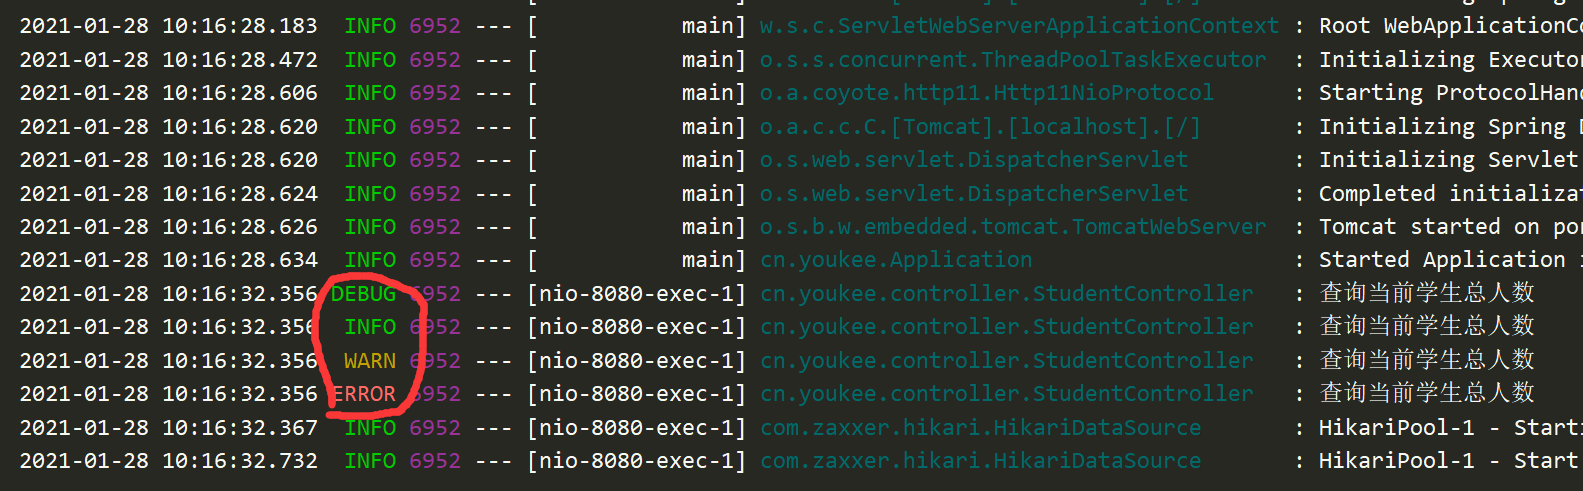 2021-01-28 10:16:28.183  INFO 6952 --- [           main] w.s.c.ServletWebServerApplicationContext : Root WebApplicationCo
2021-01-28 10:16:28.472  INFO 6952 --- [           main] o.s.s.concurrent.ThreadPoolTaskExecutor  : Initializing Executor
2021-01-28 10:16:28.606  INFO 6952 --- [           main] o.a.coyote.http11.Http11NioProtocol      : Starting ProtocolHand
2021-01-28 10:16:28.620  INFO 6952 --- [           main] o.a.c.c.C.[Tomcat].[localhost].[/]       : Initializing Spring D
2021-01-28 10:16:28.620  INFO 6952 --- [           main] o.s.web.servlet.DispatcherServlet        : Initializing Servlet
2021-01-28 10:16:28.624  INFO 6952 --- [           main] o.s.web.servlet.DispatcherServlet        : Completed initializat
2021-01-28 10:16:28.626  INFO 6952 --- [           main] o.s.b.w.embedded.tomcat.TomcatWebServer  : Tomcat started on por
2021-01-28 10:16:28.634  INFO 6952 --- [           main] cn.youkee.Application                    : Started Application i
2021-01-28 10:16:32.356 DEBUG 6952 --- [nio-8080-exec-1] cn.youkee.controller.StudentController   : 查询当前学生总人数
2021-01-28 10:16:32.356  INFO 6952 --- [nio-8080-exec-1] cn.youkee.controller.StudentController   : 查询当前学生总人数
2021-01-28 10:16:32.356  WARN 6952 --- [nio-8080-exec-1] cn.youkee.controller.StudentController   : 查询当前学生总人数
2021-01-28 10:16:32.356 ERROR 6952 --- [nio-8080-exec-1] cn.youkee.controller.StudentController   : 查询当前学生总人数
2021-01-28 10:16:32.367  INFO 6952 --- [nio-8080-exec-1] com.zaxxer.hikari.HikariDataSource       : HikariPool-1 - Starti
2021-01-28 10:16:32.732  INFO 6952 --- [nio-8080-exec-1] com.zaxxer.hikari.HikariDataSource       : HikariPool-1 - Start